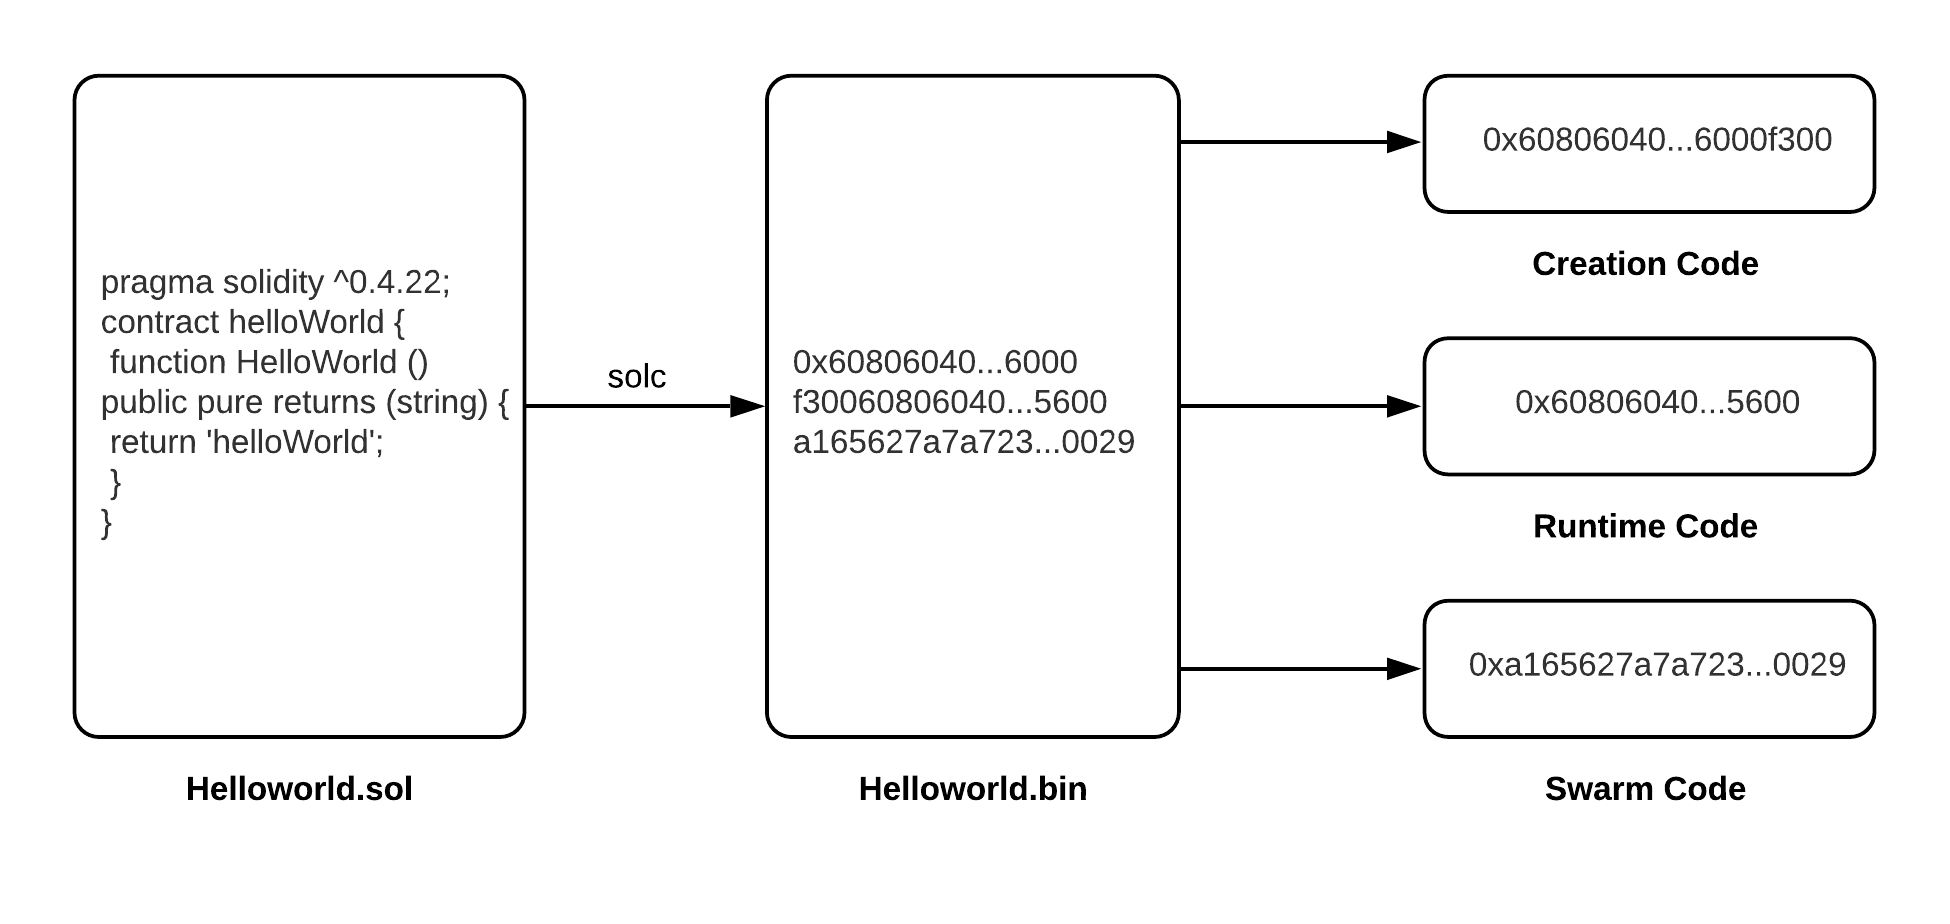 pragma solidity ^0.4.22;
contract helloWorld {
function HelloWorld ()
public pure returns (string) {
return 'helloWorld';
}
}
Helloworld.sol
solc
0x60806040...6000
f30060806040...5600
a165627a7a723...0029
Helloworld.bin
0x60806040...6000f300
Creation Code
0x60806040...5600
Runtime Code
0xa165627a7a723...0029
Swarm Code